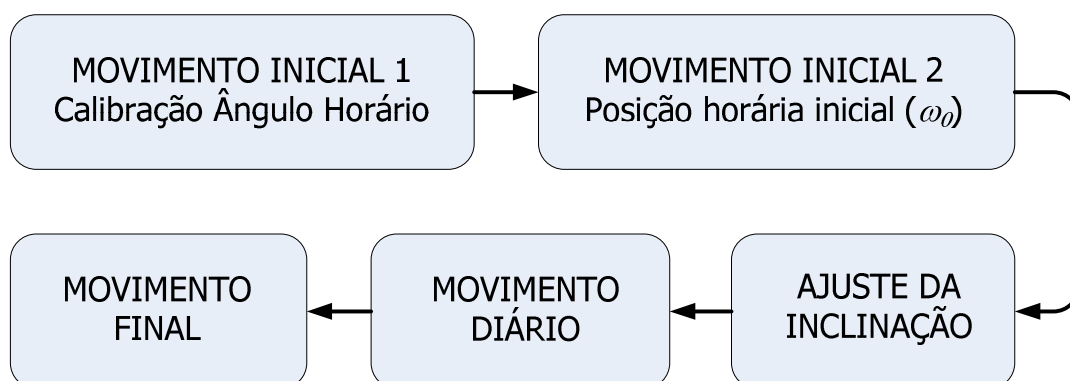 MOVIMENTO INICIAL 1
Calibração Ângulo Horário
MOVIMENTO INICIAL 2
Posição horária inicial (ω₀)
AJUSTE DA
INCLINAÇÃO
MOVIMENTO
DIÁRIO
MOVIMENTO
FINAL